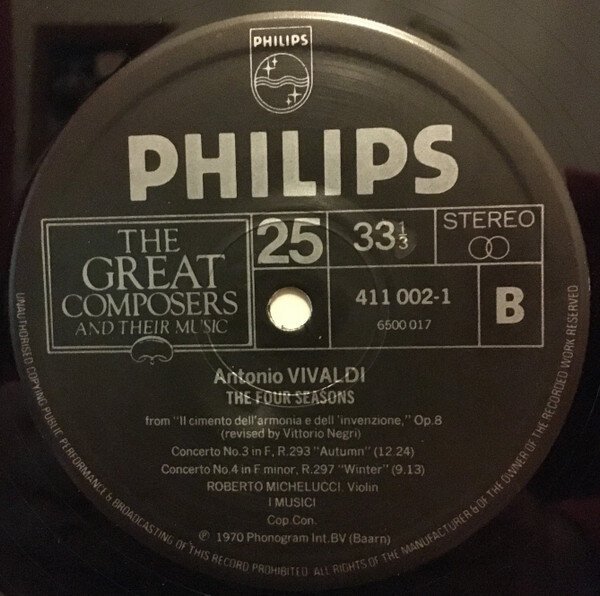 PHILIPS
PHILIPS
THE
GREAT
COMPOSERS
AND THEIR MUSIC
25
33 1/3
STEREO
411 002-1
6500 017
B
Antonio VIVALDI
THE FOUR SEASONS
from "Il cimento dell'armonia e dell 'invenzione," Op.8
(revised by Vittorio Negri)
Concerto No.3 in F, R.293 "Autumn" (12.24)
Concerto No.4 in F minor, R.297 "Winter" (9.13)
ROBERTO MICHELUCCI, Violin
I MUSICI
Cop.Con.
℗ 1970 Phonogram Int.BV (Baarn)
UNAUTHORISED COPYING PUBLIC PERFORMANCE & BROADCASTING OF THIS RECORD PROHIBITED. ALL RIGHTS OF THE MANUFACTURER & OF THE OWNER OF THE RECORDED WORK RESERVED